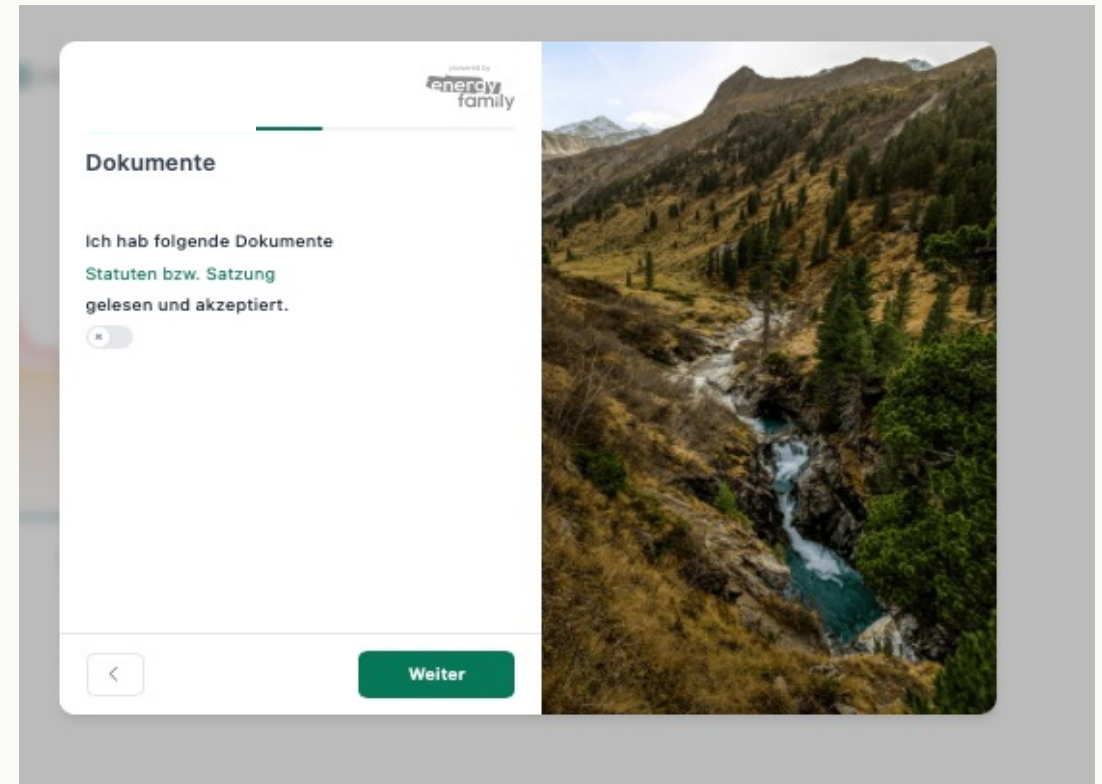 powered by
energy
family
Dokumente
Ich hab folgende Dokumente
Statuten bzw. Satzung
gelesen und akzeptiert.
Weiter